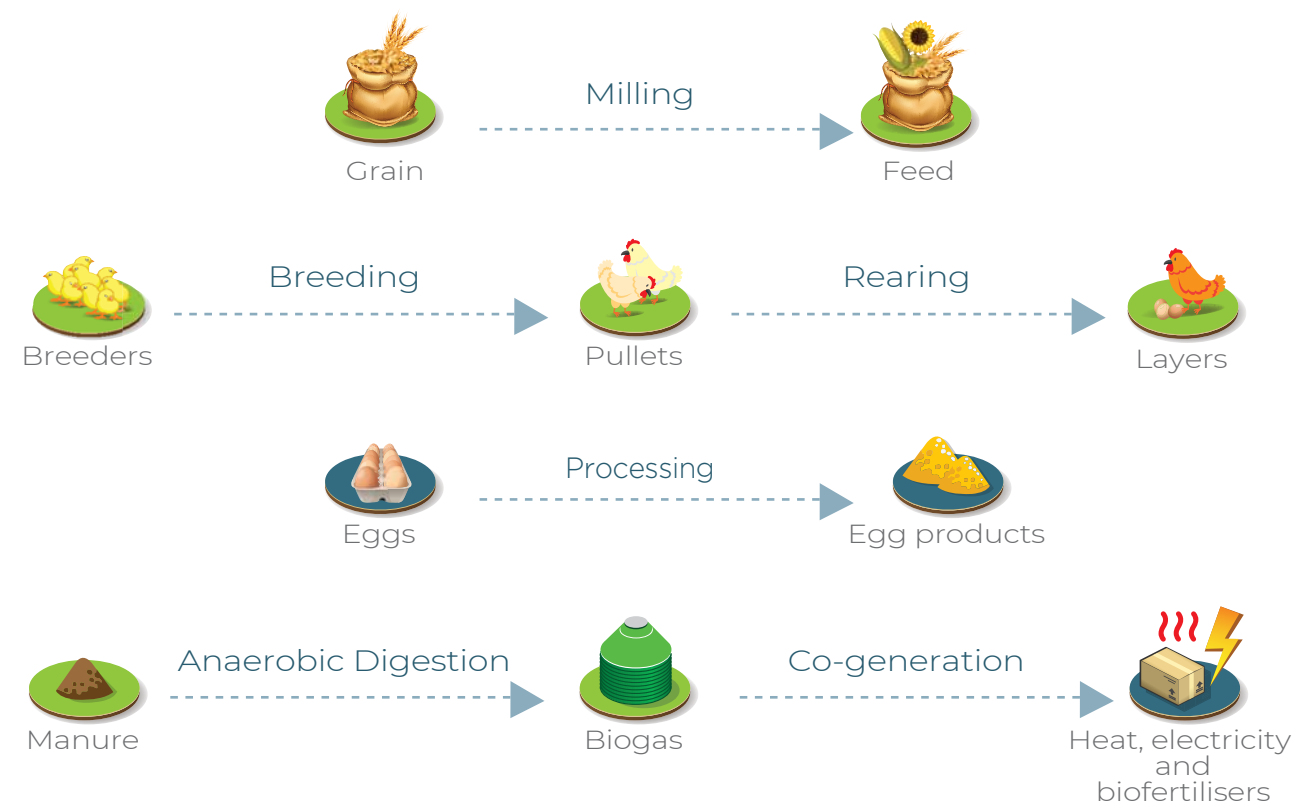 Milling
Grain
Feed
Breeding
Rearing
Breeders
Pullets
Layers
Processing
Eggs
Egg products
Anaerobic Digestion
Co-generation
Manure
Biogas
Heat, electricity
and
biofertilisers